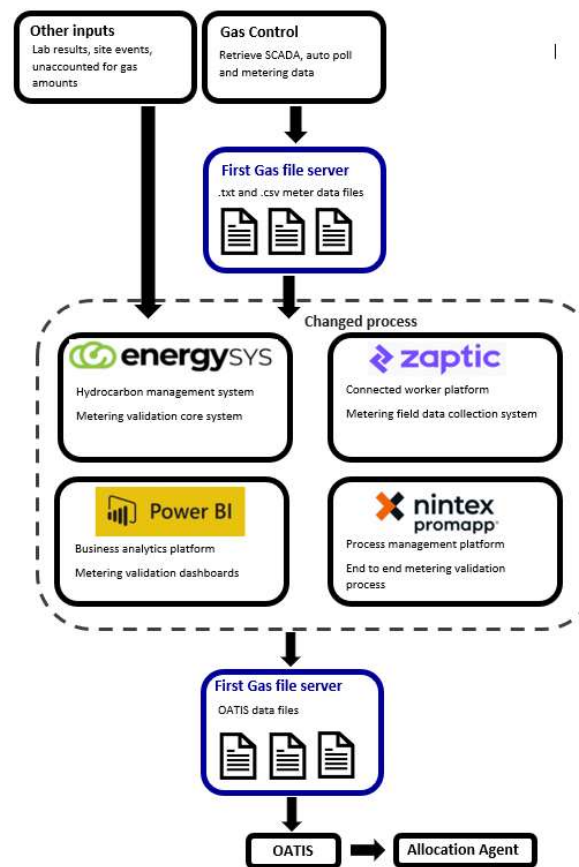 Other inputs
Lab results, site events,
unaccounted for gas
amounts
Gas Control
Retrieve SCADA, auto poll
and metering data
First Gas file server
.txt and .csv meter data files
Changed process
energysys
Hydrocarbon management system
Metering validation core system
zaptic
Connected worker platform
Metering field data collection system
Power BI
Business analytics platform
Metering validation dashboards
nintex
promapp®
Process management platform
End to end metering validation
process
First Gas file server
OATIS data files
OATIS
Allocation Agent